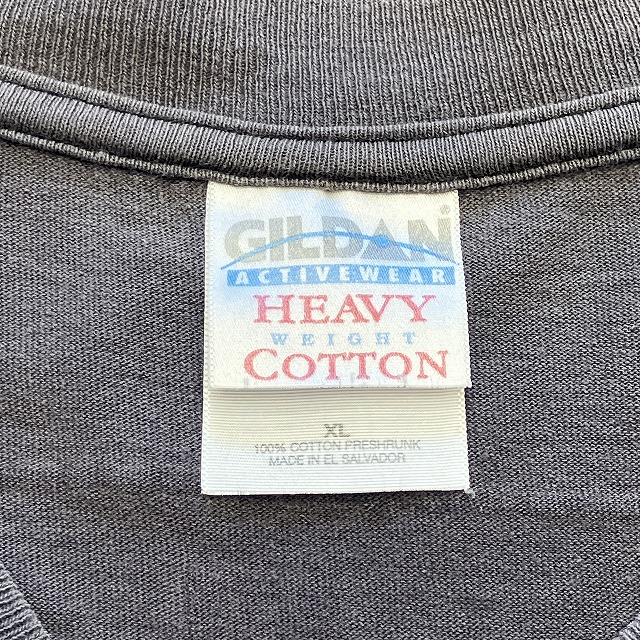 GILDAN
ACTIVEWEAR
HEAVY
WEIGHT
COTTON
XL
100% COTTON PRESHRUNK
MADE IN EL SALVADOR